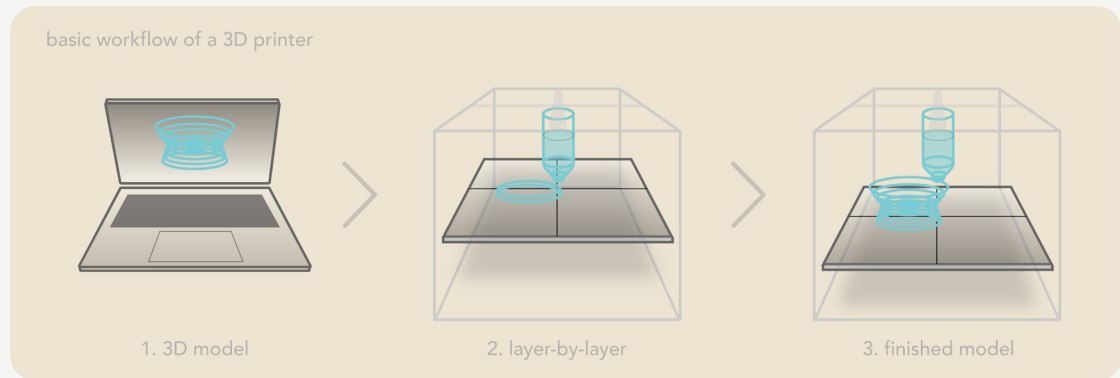 basic workflow of a 3D printer
1. 3D model
2. layer-by-layer
3. finished model